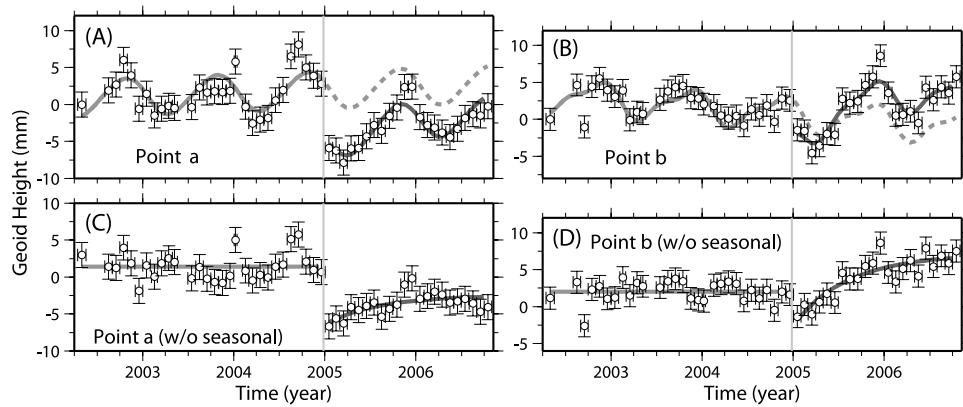 (A)
10
5
0
-5
-10
Point a
(B)
10
5
0
-5
Point b
Geoid Height (mm)
(C)
10
5
0
-5
-10
Point a (w/o seasonal)
2003 2004 2005 2006
Time (year)
(D)
Point b (w/o seasonal)
10
5
0
-5
2003 2004 2005 2006
Time (year)